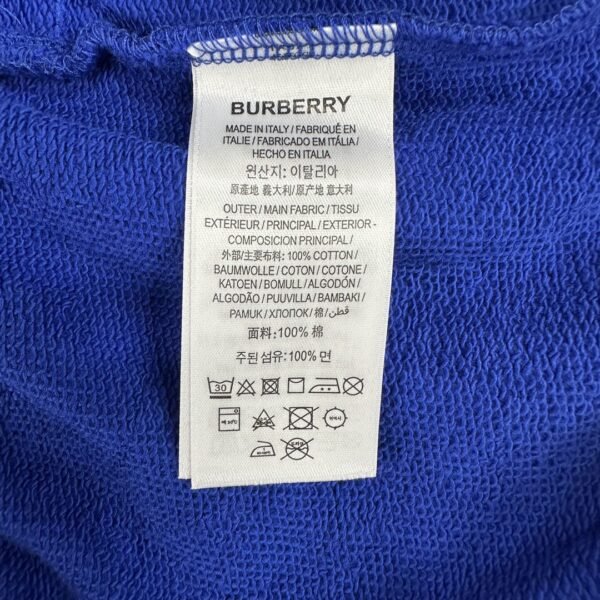 BURBERRY
MADE IN ITALY / FABRIQUÉ EN
ITALIE / FABRICADO EM ITÁLIA /
HECHO EN ITALIA
원산지: 이탈리아
原產地 義大利/原产地 意大利
OUTER / MAIN FABRIC / TISSU
EXTÉRIEUR / PRINCIPAL / EXTERIOR -
COMPOSICION PRINCIPAL /
外部/主要布料: 100% COTTON /
BAUMWOLLE / COTON / COTONE /
KATOEN / BOMULL / ALGODÓN /
ALGODÃO / PUUVILLA / BAMBAKI /
PAMUK / ХЛОПОК / 棉 / قطن
面料: 100% 棉
주된 섬유: 100% 면
30